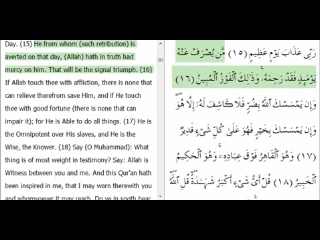 Day. (15) He from whom (such retribution) is
averted on that day, (Allah) hath in truth had
mercy on him. That will be the signal triumph. (16)
If Allah touch thee with affliction, there is none that
can relieve therefrom save Him, and if He touch
thee with good fortune (there is none that can
impair it); for He is Able to do all things. (17) He is
the Omnipotent over His slaves, and He is
the Wise, the Knower. (18) Say (O Muhammad): What
thing is of most weight in testimony? Say: Allah is
Witness between you and me. And this Qur'an hath
been inspired in me, that I may warn therewith you
and whomsoever it may reach. Do ye in sooth bear
رَبِّي عَذَابَ يَوْمٍ عَظِيمٍ (١٥) مَّن يُصْرَفْ عَنْهُ
يَوْمَئِذٍ فَقَدْ رَحِمَهُ ۚ وَذَٰلِكَ الْفَوْزُ الْمُبِينُ (١٦)
وَإِن يَمْسَسْكَ اللَّهُ بِضُرٍّ فَلَا كَاشِفَ لَهُ إِلَّا هُوَ ۖ
وَإِن يَمْسَسْكَ بِخَيْرٍ فَهُوَ عَلَىٰ كُلِّ شَيْءٍ قَدِيرٌ
(١٧) وَهُوَ الْقَاهِرُ فَوْقَ عِبَادِهِ ۚ وَهُوَ الْحَكِيمُ
الْخَبِيرُ (١٨) قُلْ أَيُّ شَيْءٍ أَكْبَرُ شَهَادَةً ۖ قُلِ اللَّهُ ۖ